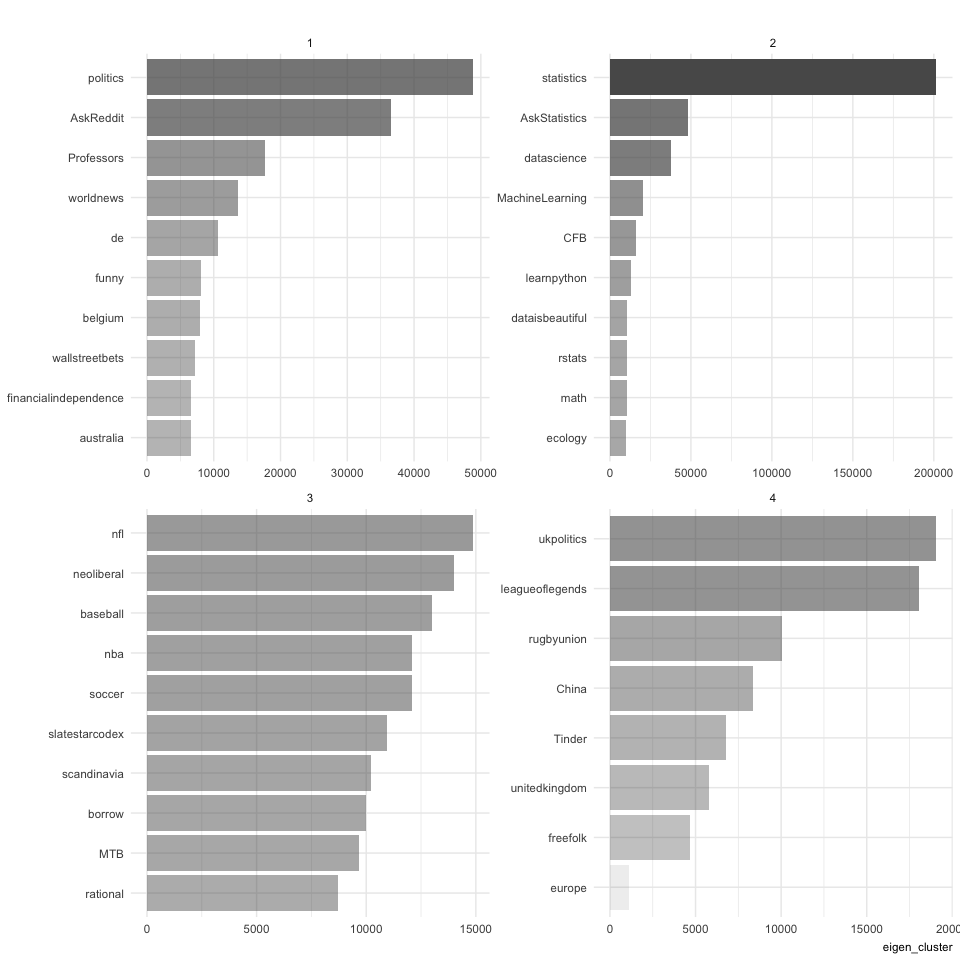 1
politics
AskReddit
Professors
worldnews
de
funny
belgium
wallstreetbets
financialindependence
australia
0 10000 20000 30000 40000 50000
2
statistics
AskStatistics
datascience
MachineLearning
CFB
learnpython
dataisbeautiful
rstats
math
ecology
0 50000 100000 150000 200000
3
nfl
neoliberal
baseball
nba
soccer
slatestarcodex
scandinavia
borrow
MTB
rational
0 5000 10000 15000
4
ukpolitics
leagueoflegends
rugbyunion
China
Tinder
unitedkingdom
freefolk
europe
0 5000 10000 15000 2000
eigen_cluster